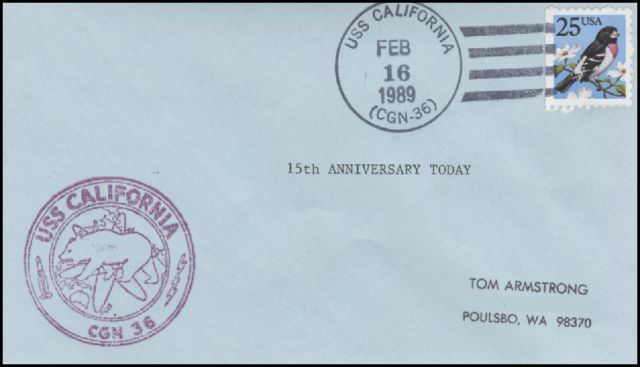 USS CALIFORNIA
FEB
16
1989
(CGN-36)
25 USA
15th ANNIVERSARY TODAY
USS CALIFORNIA
CGN 36
TOM ARMSTRONG
POULSBO, WA 98370